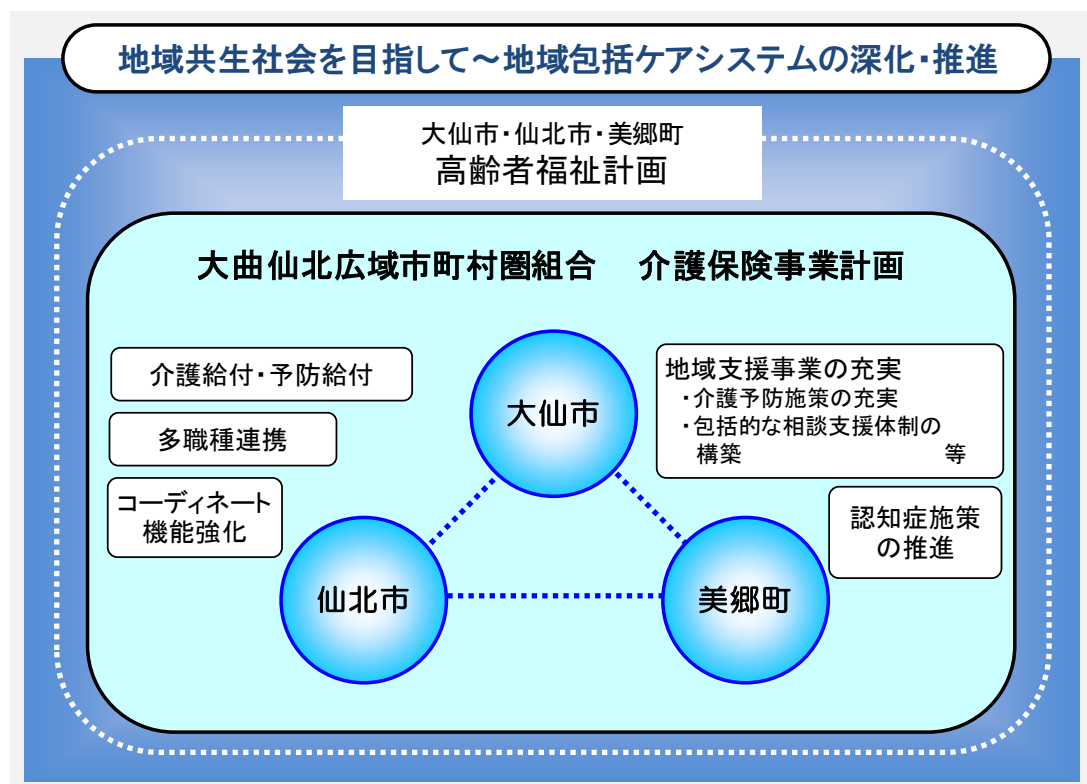 地域共生社会を目指して～地域包括ケアシステムの深化・推進
大仙市・仙北市・美郷町
高齢者福祉計画
大曲仙北広域市町村圏組合　介護保険事業計画
介護給付・予防給付
多職種連携
コーディネート
機能強化
大仙市
地域支援事業の充実
・介護予防施策の充実
・包括的な相談支援体制の
構築　等
認知症施策
の推進
仙北市
美郷町